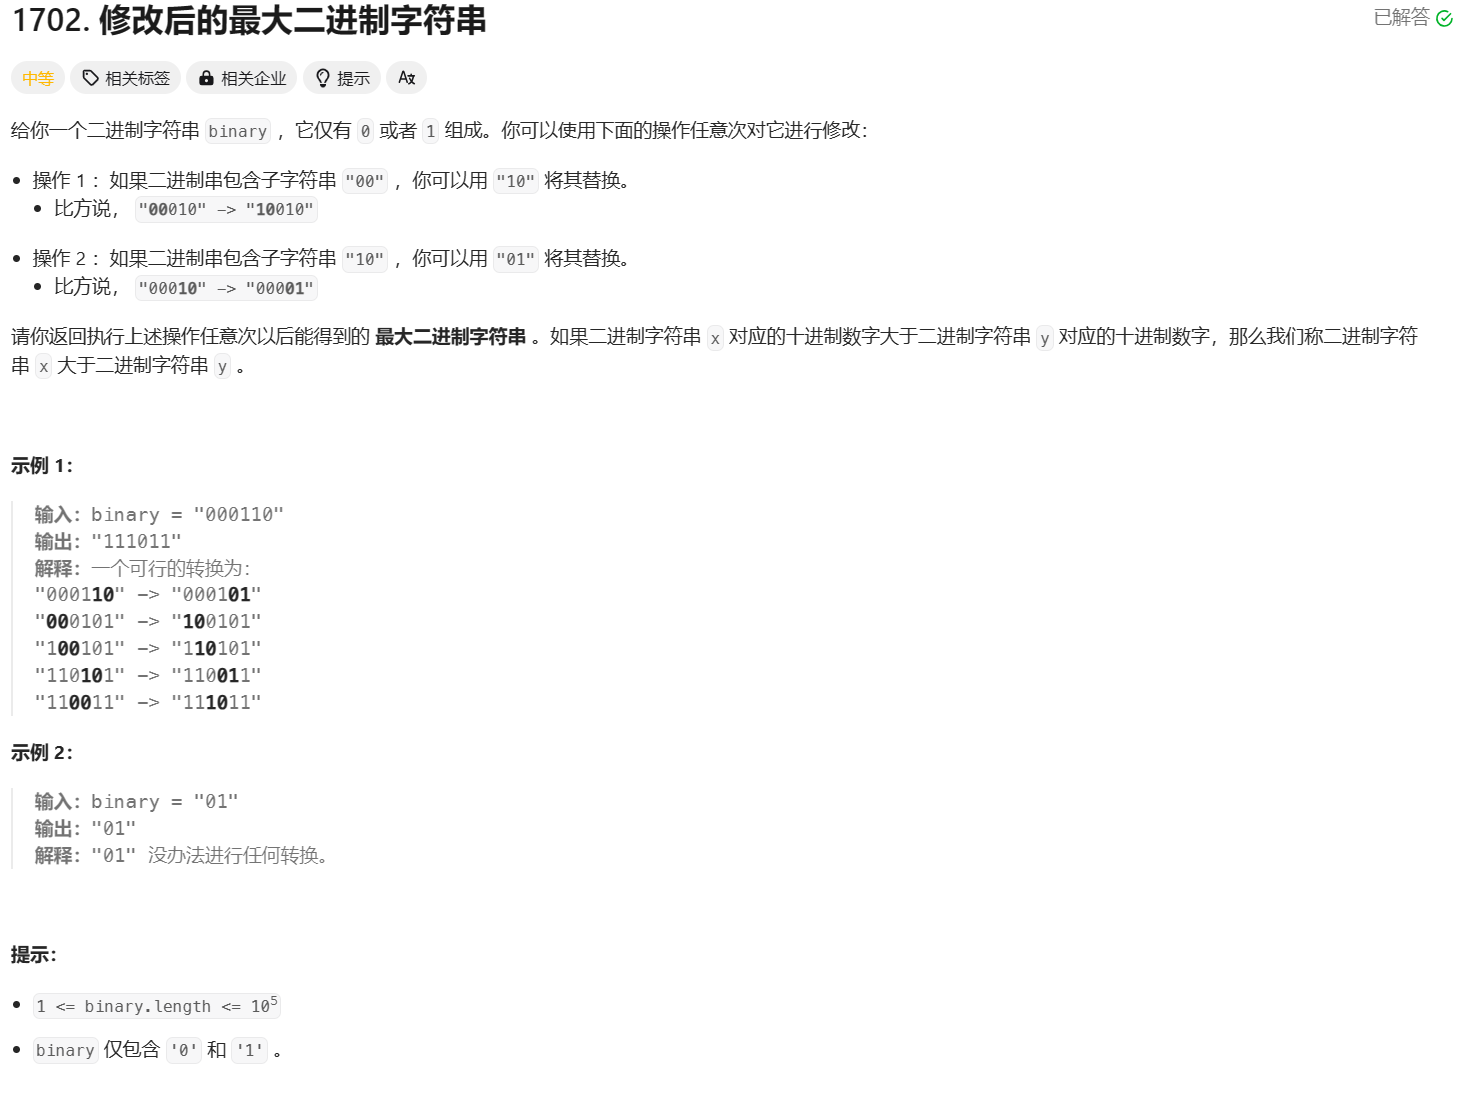 1702. 修改后的最大二进制字符串
已解答
中等 相关标签 相关企业 提示 Aあ
给你一个二进制字符串 binary ，它仅有 0 或者 1 组成。你可以使用下面的操作任意次对它进行修改：
• 操作 1 ：如果二进制串包含子字符串 "00" ，你可以用 "10" 将其替换。
• 比方说， "00010" -> "10010"
• 操作 2 ：如果二进制串包含子字符串 "10" ，你可以用 "01" 将其替换。
• 比方说， "00010" -> "00001"
请你返回执行上述操作任意次以后能得到的 最大二进制字符串 。如果二进制字符串 x 对应的十进制数字大于二进制字符串 y 对应的十进制数字，那么我们称二进制字符
串 x 大于二进制字符串 y 。
示例 1：
输入：binary = "000110"
输出："111011"
解释：一个可行的转换为：
"000110" -> "000101"
"000101" -> "100101"
"100101" -> "110101"
"110101" -> "110011"
"110011" -> "111011"
示例 2：
输入：binary = "01"
输出："01"
解释："01" 没办法进行任何转换。
提示：
• 1 <= binary.length <= 10⁵
• binary 仅包含 '0' 和 '1' 。